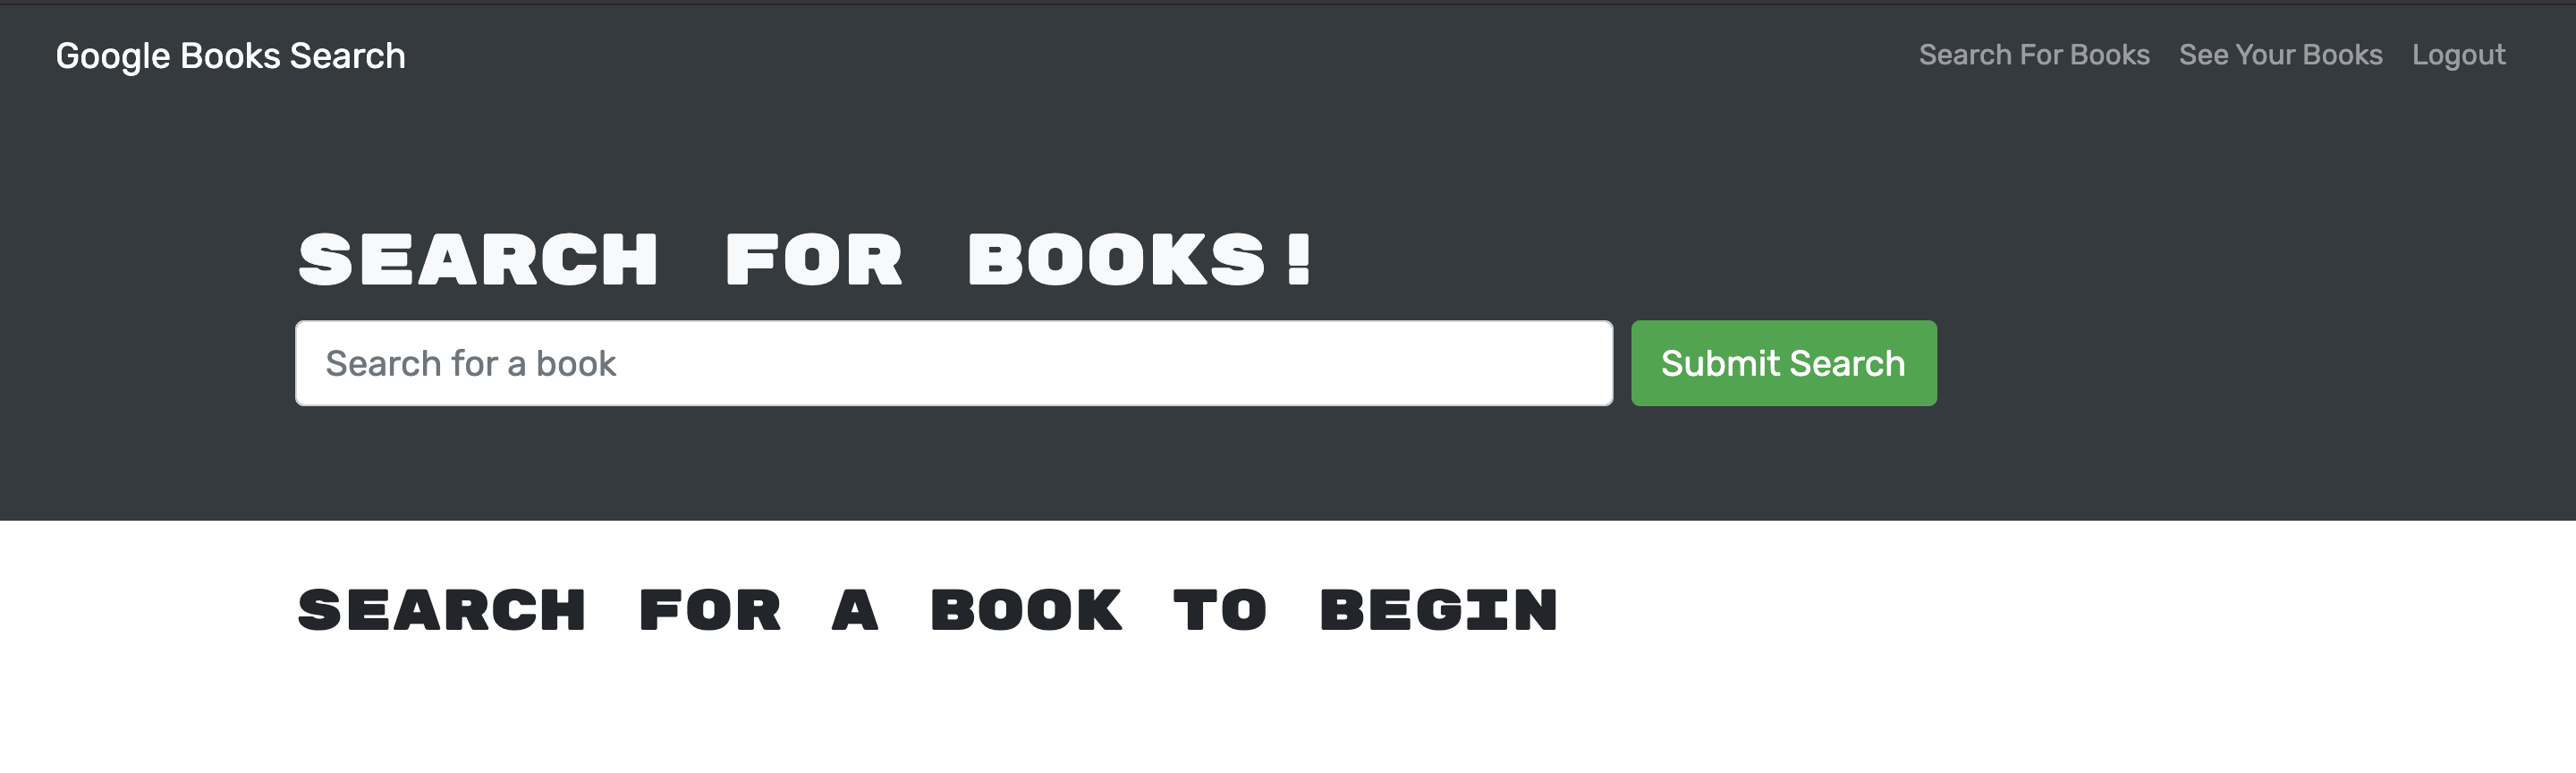 Google Books Search
Search For Books See Your Books Logout
SEARCH FOR BOOKS!
Search for a book
Submit Search
SEARCH FOR A BOOK TO BEGIN